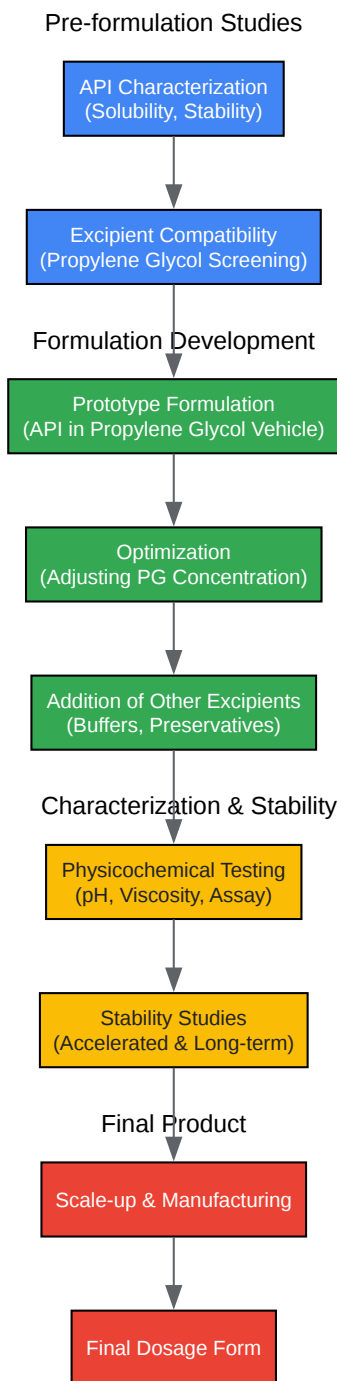 Pre-formulation Studies
API Characterization
(Solubility, Stability)
Excipient Compatibility
(Propylene Glycol Screening)
Formulation Development
Prototype Formulation
(API in Propylene Glycol Vehicle)
Optimization
(Adjusting PG Concentration)
Addition of Other Excipients
(Buffers, Preservatives)
Characterization & Stability
Physicochemical Testing
(pH, Viscosity, Assay)
Stability Studies
(Accelerated & Long-term)
Final Product
Scale-up & Manufacturing
Final Dosage Form